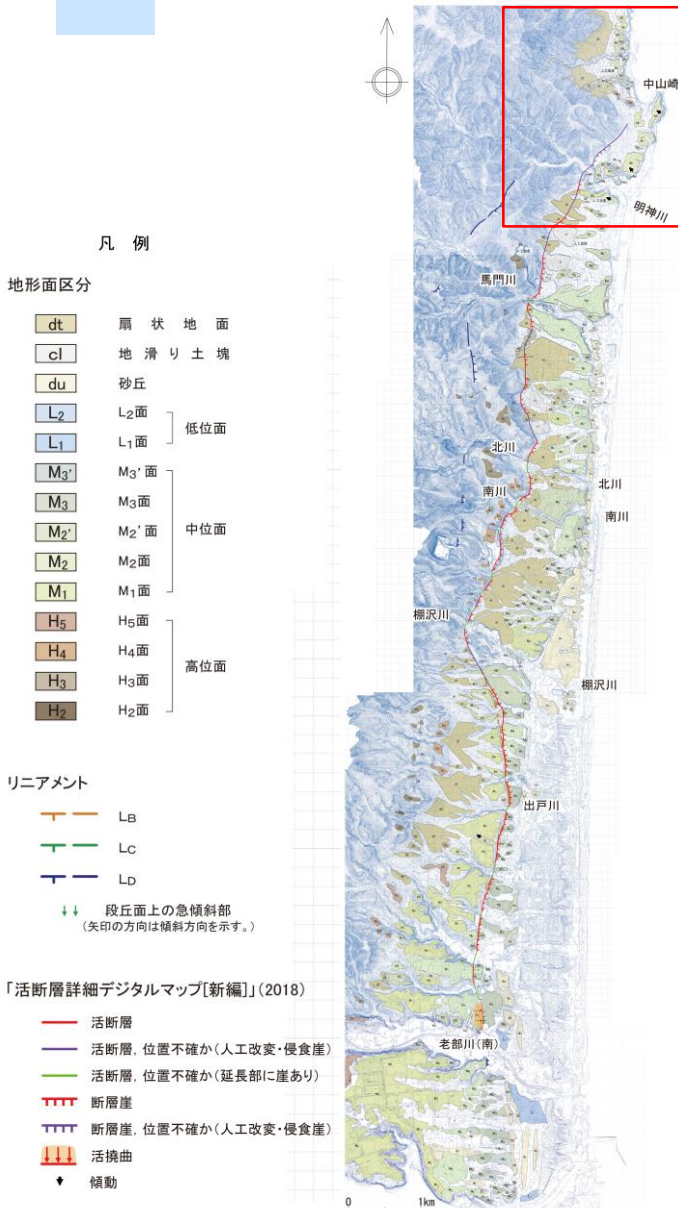 凡例
地形面区分
dt 扇状地面
cl 地滑り土塊
du 砂丘
L2 L2面
L1 L1面
低位面
M3' M3'面
M3 M3面
M2' M2'面
M2 M2面
M1 M1面
中位面
H5 H5面
H4 H4面
H3 H3面
H2 H2面
高位面
リニアメント
LB
LC
LD
段丘面上の急傾斜部
(矢印の方向は傾斜方向を示す。)
「活断層詳細デジタルマップ[新編]」(2018)
活断層
活断層,位置不確か(人工改変・侵食崖)
活断層,位置不確か(延長部に崖あり)
断層崖
断層崖,位置不確か(人工改変・侵食崖)
活撓曲
傾動
中山崎
明神川
馬門川
北川
南川
北川
南川
棚沢川
棚沢川
出戸川
老部川(南)
0 1km